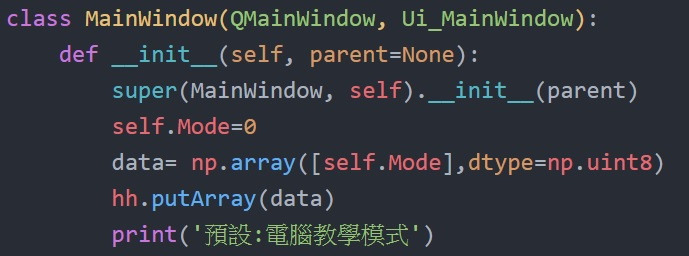 class MainWindow(QMainWindow, Ui_MainWindow):
    def __init__(self, parent=None):
        super(MainWindow, self).__init__(parent)
        self.Mode=0
        data= np.array([self.Mode],dtype=np.uint8)
        hh.putArray(data)
        print('預設:電腦教學模式')